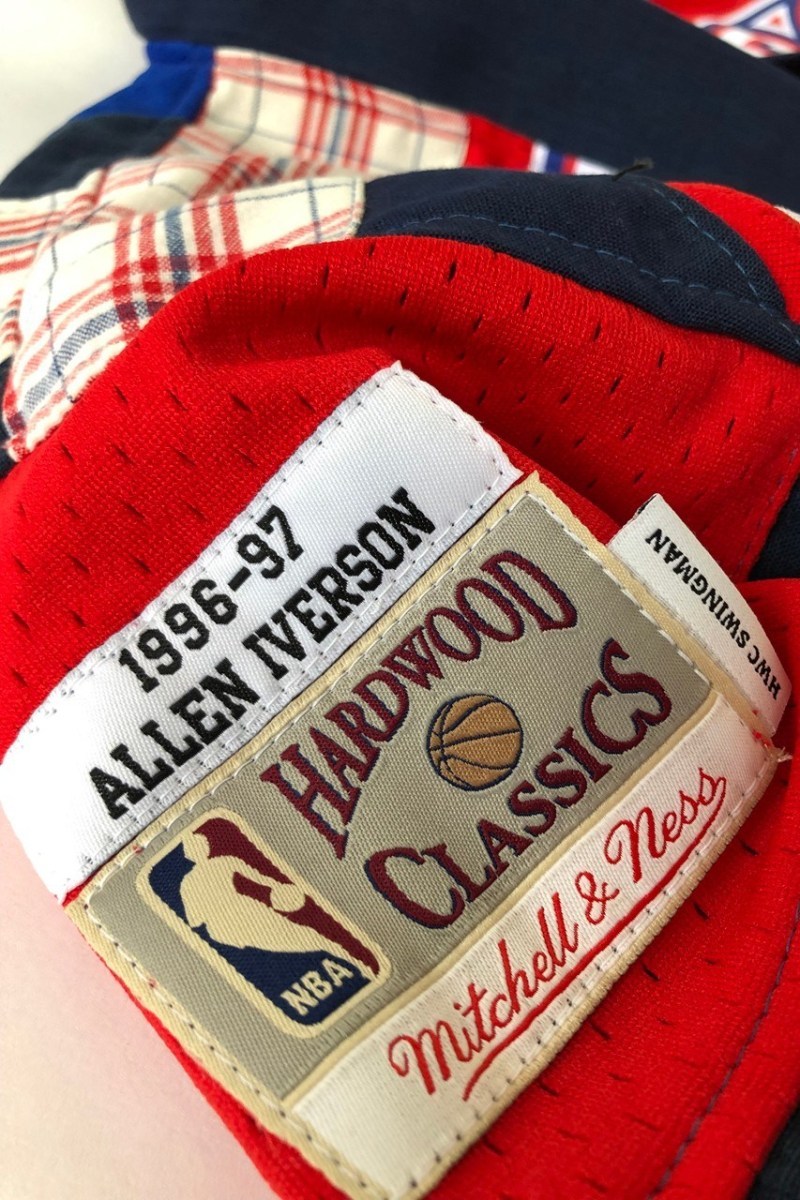 1996-97
ALLEN IVERSON
HARDWOOD
CLASSICS
NBA
Mitchell & Ness
HWC SWINGMAN